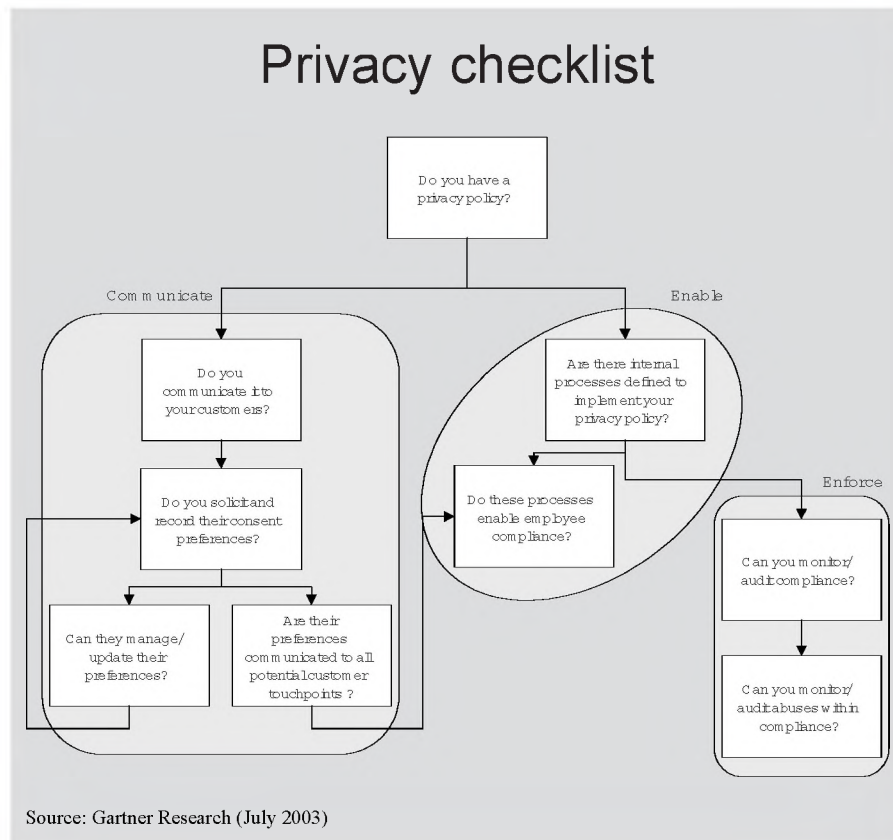 Privacy checklist
Do you have a
privacy policy?
Communicate
Do you
communicate it to
your customers?
Do you solicit and
record their consent
preferences?
Can they manage/
update their
preferences?
Are their
preferences
communicated to all
potential customer
touchpoints ?
Enable
Are there internal
processes defined to
implement your
privacy policy?
Do these processes
enable employee
compliance?
Enforce
Can you monitor/
audit compliance?
Can you monitor/
audit abuses within
compliance?
Source: Gartner Research (July 2003)